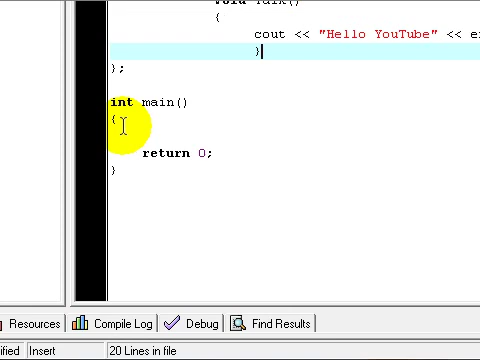 void Talk()
{
cout << "Hello YouTube" << e
}
};
int main()
{
return 0;
}
Resources Compile Log Debug Find Results
ified Insert 20 Lines in file